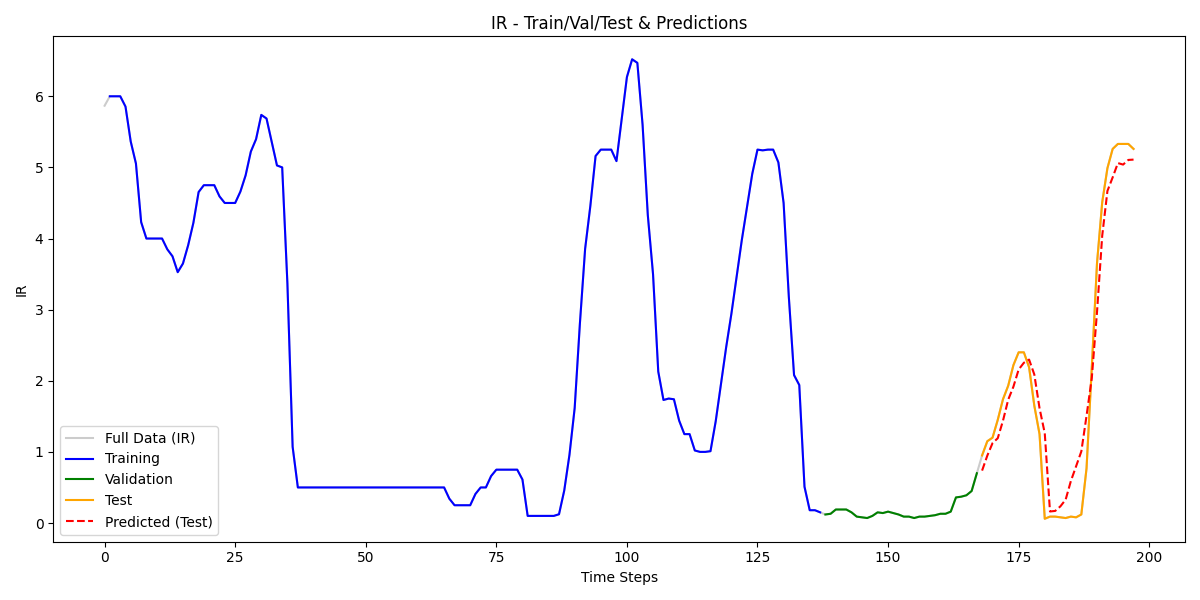 IR - Train/Val/Test & Predictions
IR
6
5
4
3
2
1
0
Full Data (IR)
Training
Validation
Test
Predicted (Test)
0 25 50 75 100 125 150 175 200
Time Steps